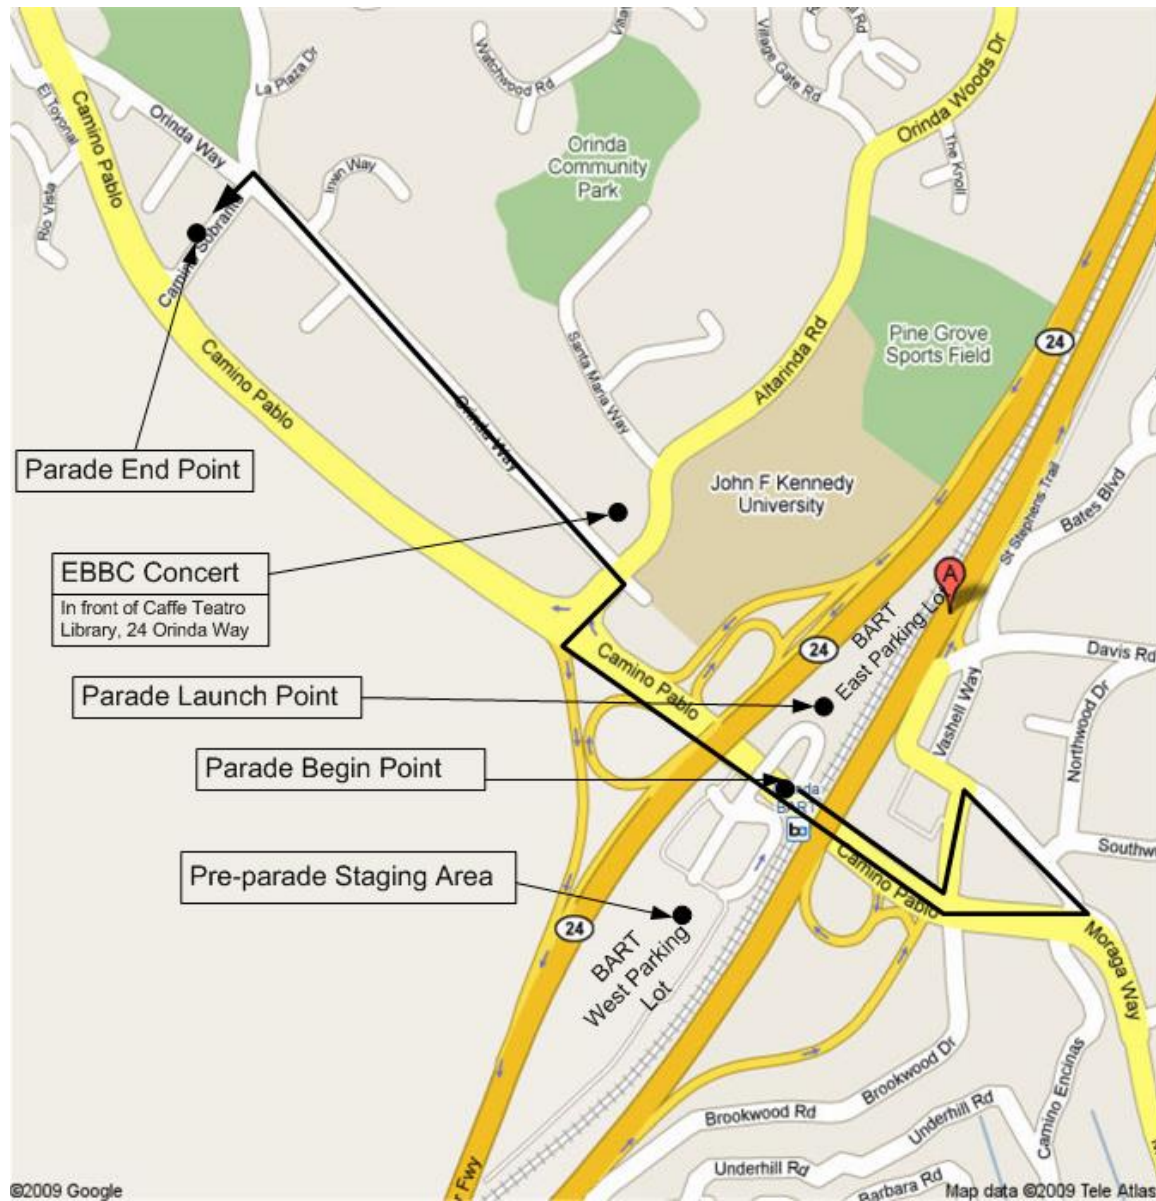 La Plaza Dr
Watchwood Rd
Village Gate Rd
Rd
Orinda Woods Dr
El Toyonal
Camino Pablo
Orinda Way
Irwin Way
Orinda
Community
Park
The Knoll
Rio Vista
Camino Sobrante
Camino Pablo
Santa Maria Way
Altarinda Rd
Pine Grove
Sports Field
24
Orinda Way
Parade End Point
John F Kennedy
University
St Stephens Trail
Bates Blvd
EBBC Concert
In front of Caffe Teatro
Library, 24 Orinda Way
A
BART
East Parking Lot
24
Davis Rd
Camino Pablo
Parade Launch Point
Vashell Way
Northwood Dr
Parade Begin Point
Orinda
BART
ba
Southw
Camino Pablo
Pre-parade Staging Area
24
BART
West Parking
Lot
Moraga Way
Brookwood Dr
Camino Encinas
Brookwood Rd
Underhill Rd
Underhill Rd
Barbara Rd
r Fwy
©2009 Google
Map data ©2009 Tele Atlas